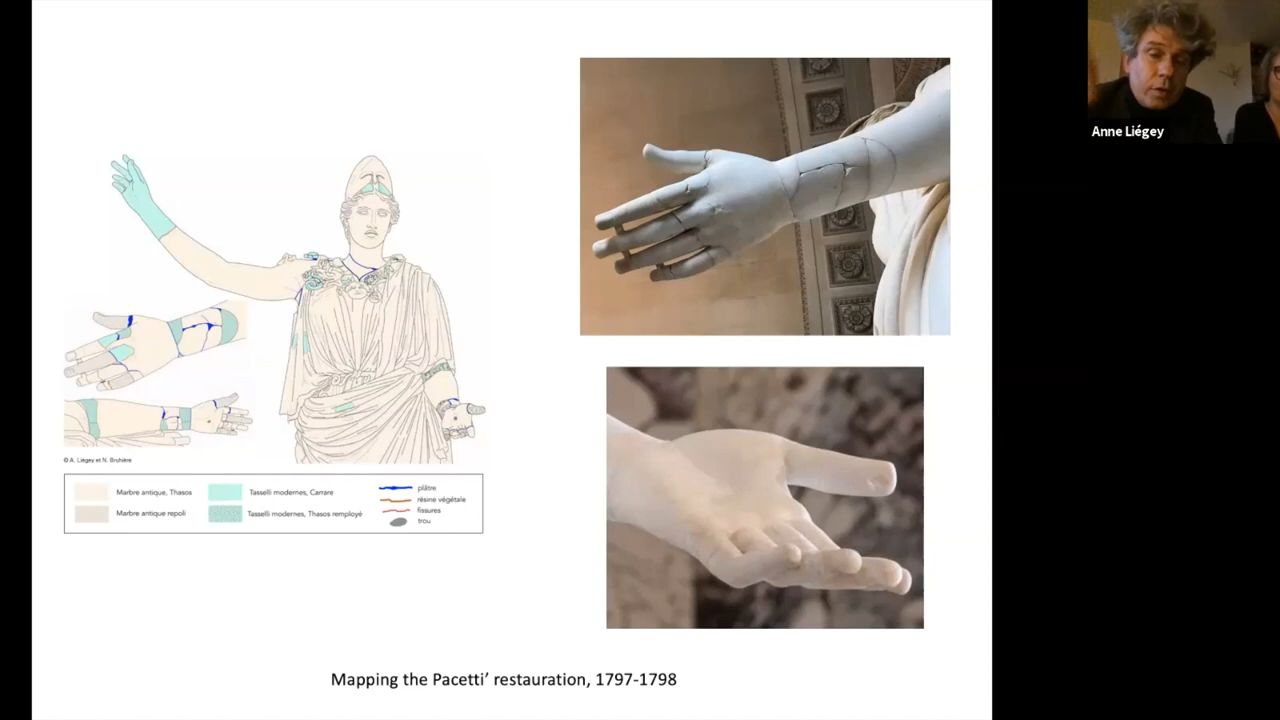 Anne Liégey
© A. Liégey et N. Bruhière
Marbre antique, Thasos
Marbre antique repoli
Tasselli modernes, Carrare
Tasselli modernes, Thasos remployé
plâtre
résine végétale
fissures
trou
Mapping the Pacetti’ restauration, 1797-1798